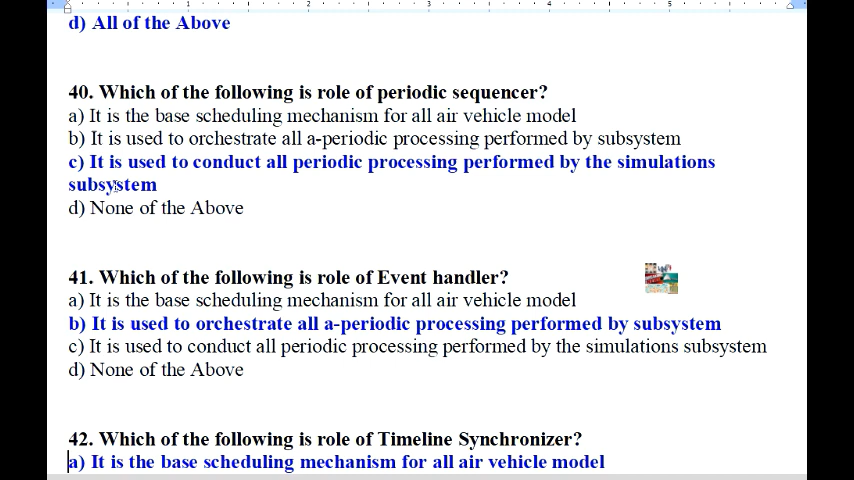 1 2 3 4 5
d) All of the Above
40. Which of the following is role of periodic sequencer?
a) It is the base scheduling mechanism for all air vehicle model
b) It is used to orchestrate all a-periodic processing performed by subsystem
c) It is used to conduct all periodic processing performed by the simulations
subsystem
d) None of the Above
41. Which of the following is role of Event handler?
a) It is the base scheduling mechanism for all air vehicle model
b) It is used to orchestrate all a-periodic processing performed by subsystem
c) It is used to conduct all periodic processing performed by the simulations subsystem
d) None of the Above
42. Which of the following is role of Timeline Synchronizer?
a) It is the base scheduling mechanism for all air vehicle model